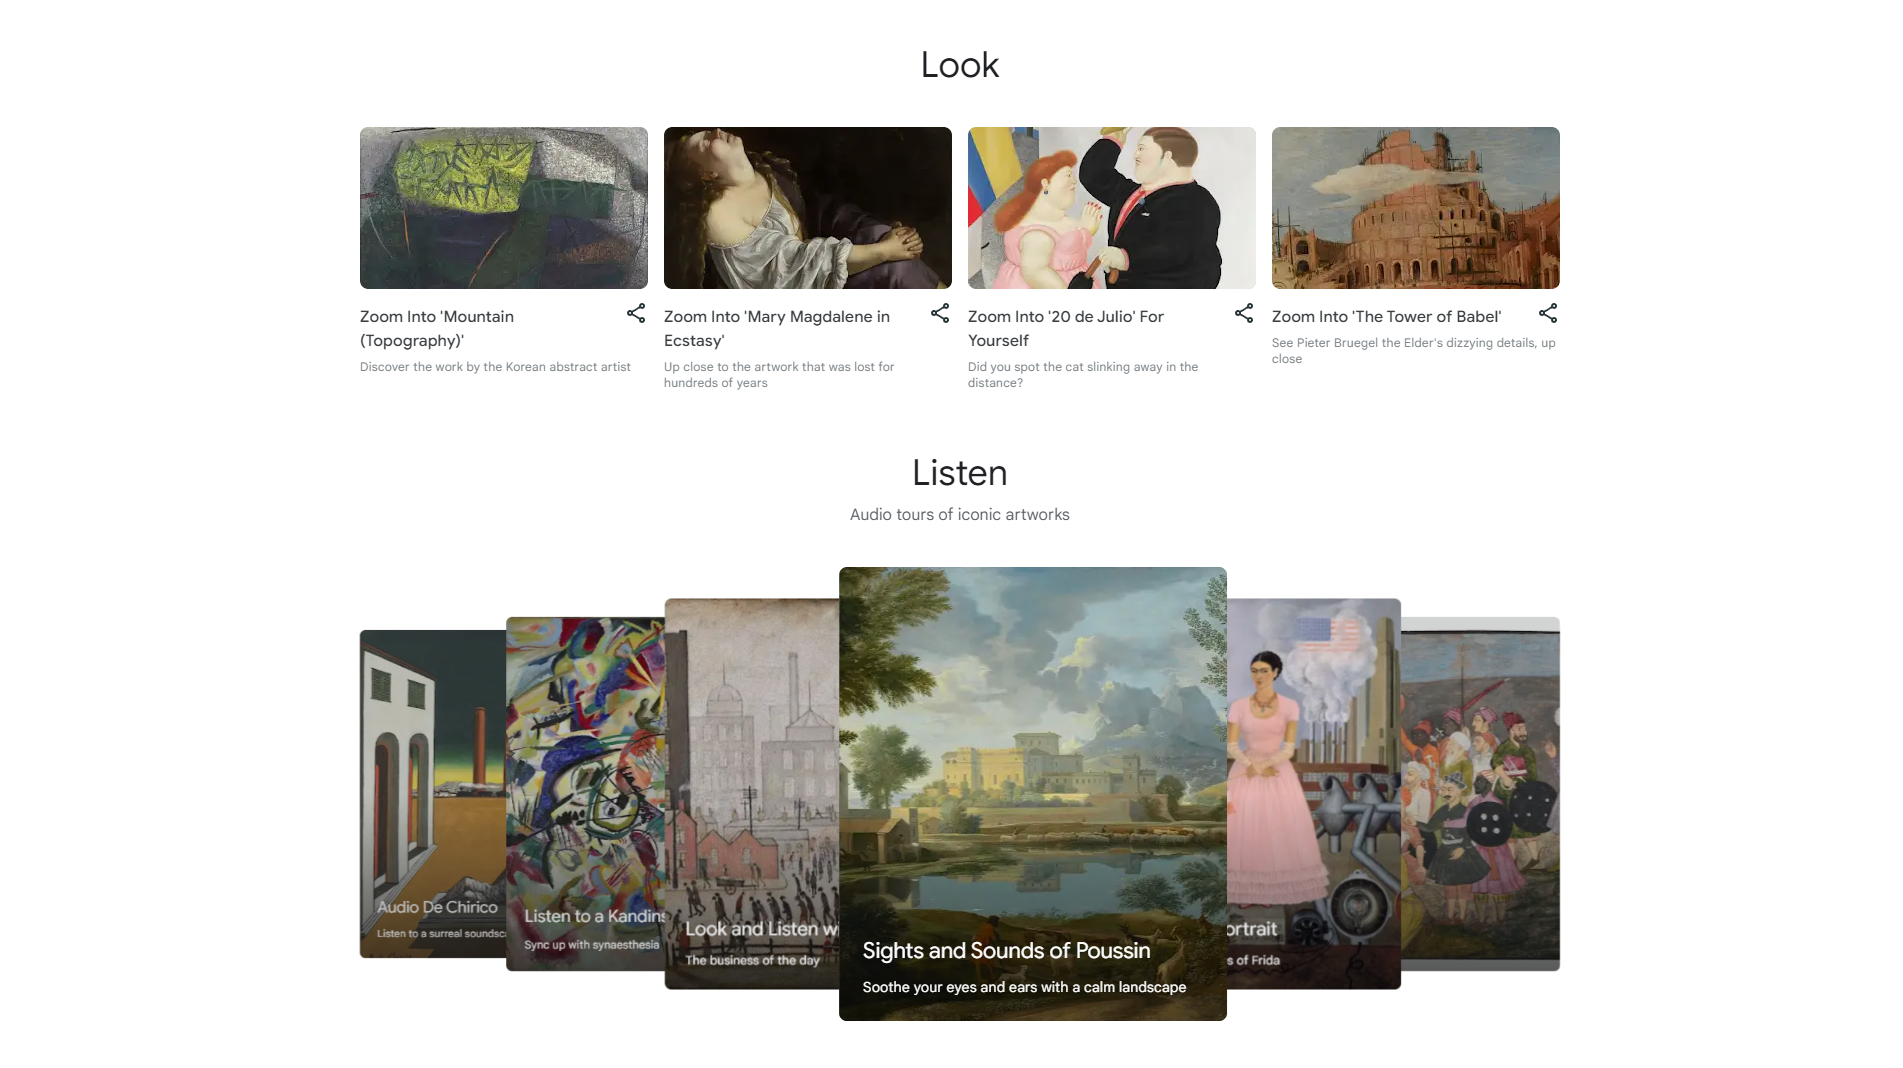 Look
Zoom Into 'Mountain
(Topography)'
Discover the work by the Korean abstract artist
Zoom Into 'Mary Magdalene in
Ecstasy'
Up close to the artwork that was lost for
hundreds of years
Zoom Into '20 de Julio' For
Yourself
Did you spot the cat slinking away in the
distance?
Zoom Into 'The Tower of Babel'
See Pieter Bruegel the Elder's dizzying details, up
close
Listen
Audio tours of iconic artworks
Audio De Chirico
Listen to a surreal soundsc
Listen to a Kandins
Sync up with synaesthesia
Look and Listen w
The business of the day
Sights and Sounds of Poussin
Soothe your eyes and ears with a calm landscape
ortrait
s of Frida